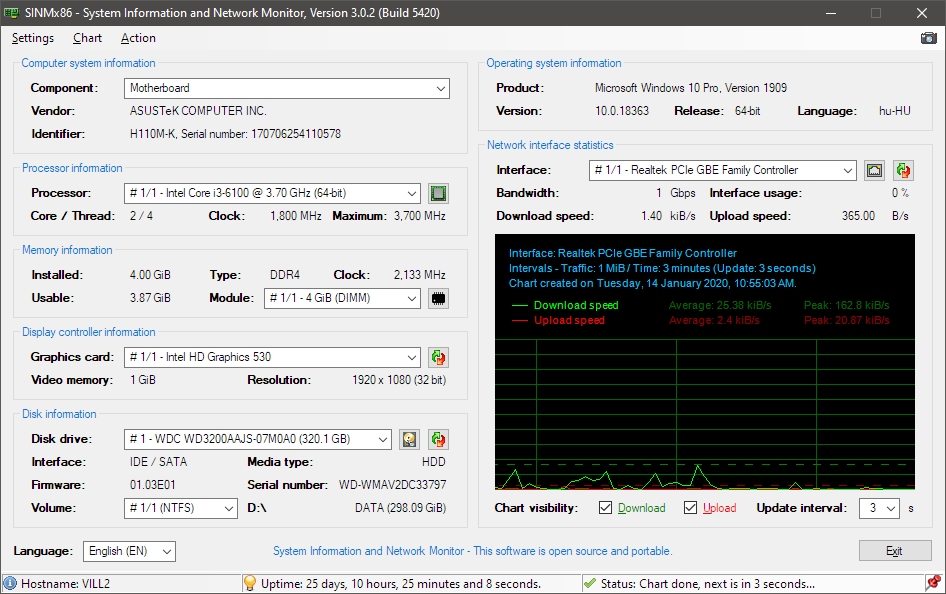 SINMx86 - System Information and Network Monitor, Version 3.0.2 (Build 5420)
Settings Chart Action
Computer system information
Component: Motherboard
Vendor: ASUSTeK COMPUTER INC.
Identifier: H110M-K, Serial number: 170706254110578
Processor information
Processor: # 1/1 - Intel Core i3-6100 @ 3.70 GHz (64-bit)
Core / Thread: 2 / 4 Clock: 1,800 MHz Maximum: 3,700 MHz
Memory information
Installed: 4.00 GiB Type: DDR4 Clock: 2,133 MHz
Usable: 3.87 GiB Module: # 1/1 - 4 GiB (DIMM)
Display controller information
Graphics card: # 1/1 - Intel HD Graphics 530
Video memory: 1 GiB Resolution: 1920 x 1080 (32 bit)
Disk information
Disk drive: # 1 - WDC WD3200AAJS-07M0A0 (320.1 GB)
Interface: IDE / SATA Media type: HDD
Firmware: 01.03E01 Serial number: WD-WMAV2DC33797
Volume: # 1/1 (NTFS) D:\ DATA (298.09 GiB)
Operating system information
Product: Microsoft Windows 10 Pro, Version 1909
Version: 10.0.18363 Release: 64-bit Language: hu-HU
Network interface statistics
Interface: # 1/1 - Realtek PCIe GBE Family Controller
Bandwidth: 1 Gbps Interface usage: 0 %
Download speed: 1.40 kiB/s Upload speed: 365.00 B/s
Interface: Realtek PCIe GBE Family Controller
Intervals - Traffic: 1 MiB / Time: 3 minutes (Update: 3 seconds)
Chart created on Tuesday, 14 January 2020, 10:55:03 AM.
Download speed Average: 25.38 kiB/s Peak: 162.8 kiB/s
Upload speed Average: 2.4 kiB/s Peak: 20.87 kiB/s
Chart visibility: Download Upload Update interval: 3 s
Language: English (EN) System Information and Network Monitor - This software is open source and portable. Exit
Hostname: VILL2 Uptime: 25 days, 10 hours, 25 minutes and 8 seconds. Status: Chart done, next is in 3 seconds...